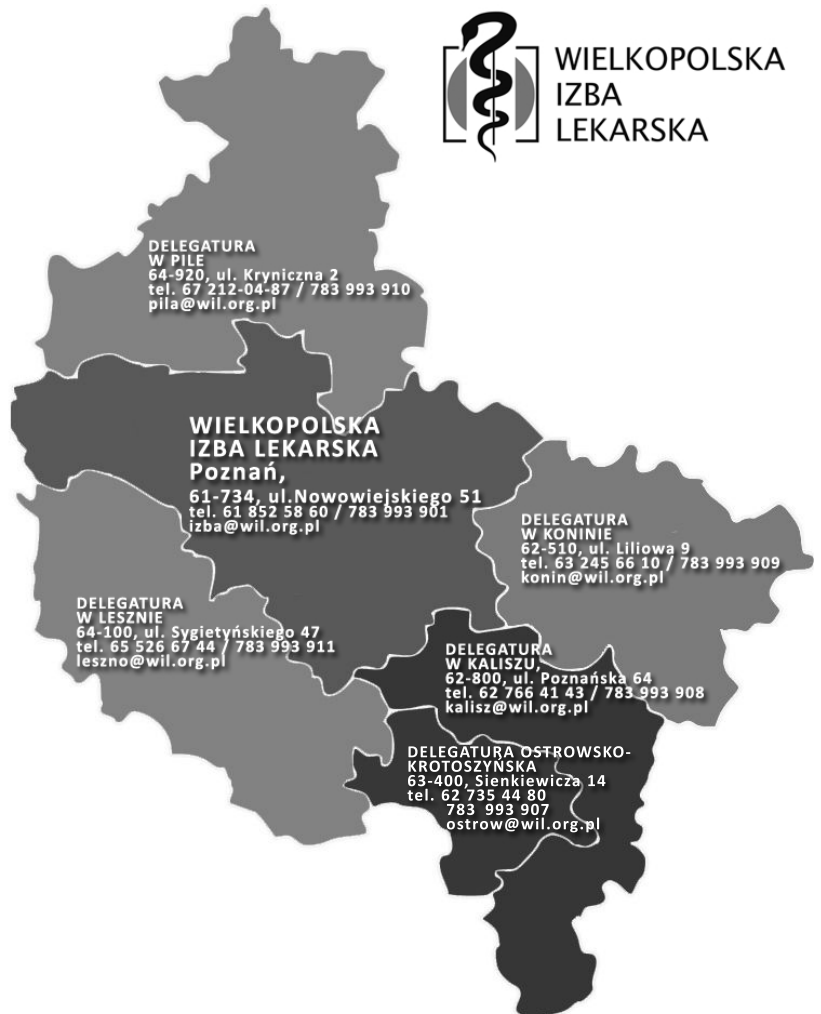 WIELKOPOLSKA
IZBA
LEKARSKA
DELEGATURA
W PILE
64-920, ul. Kryniczna 2
tel. 67 212-04-87 / 783 993 910
pila@wil.org.pl
WIELKOPOLSKA
IZBA LEKARSKA
Poznań,
61-734, ul.Nowowiejskiego 51
tel. 61 852 58 60 / 783 993 901
izba@wil.org.pl
DELEGATURA
W KONINIE
62-510, ul. Liliowa 9
tel. 63 245 66 10 / 783 993 909
konin@wil.org.pl
DELEGATURA
W LESZNIE
64-100, ul. Sygietyńskiego 47
tel. 65 526 67 44 / 783 993 911
leszno@wil.org.pl
DELEGATURA
W KALISZU,
62-800, ul. Poznańska 64
tel. 62 766 41 43 / 783 993 908
kalisz@wil.org.pl
DELEGATURA OSTROWSKO-
KROTOSZYŃSKA
63-400, Sienkiewicza 14
tel. 62 735 44 80
783 993 907
ostrow@wil.org.pl